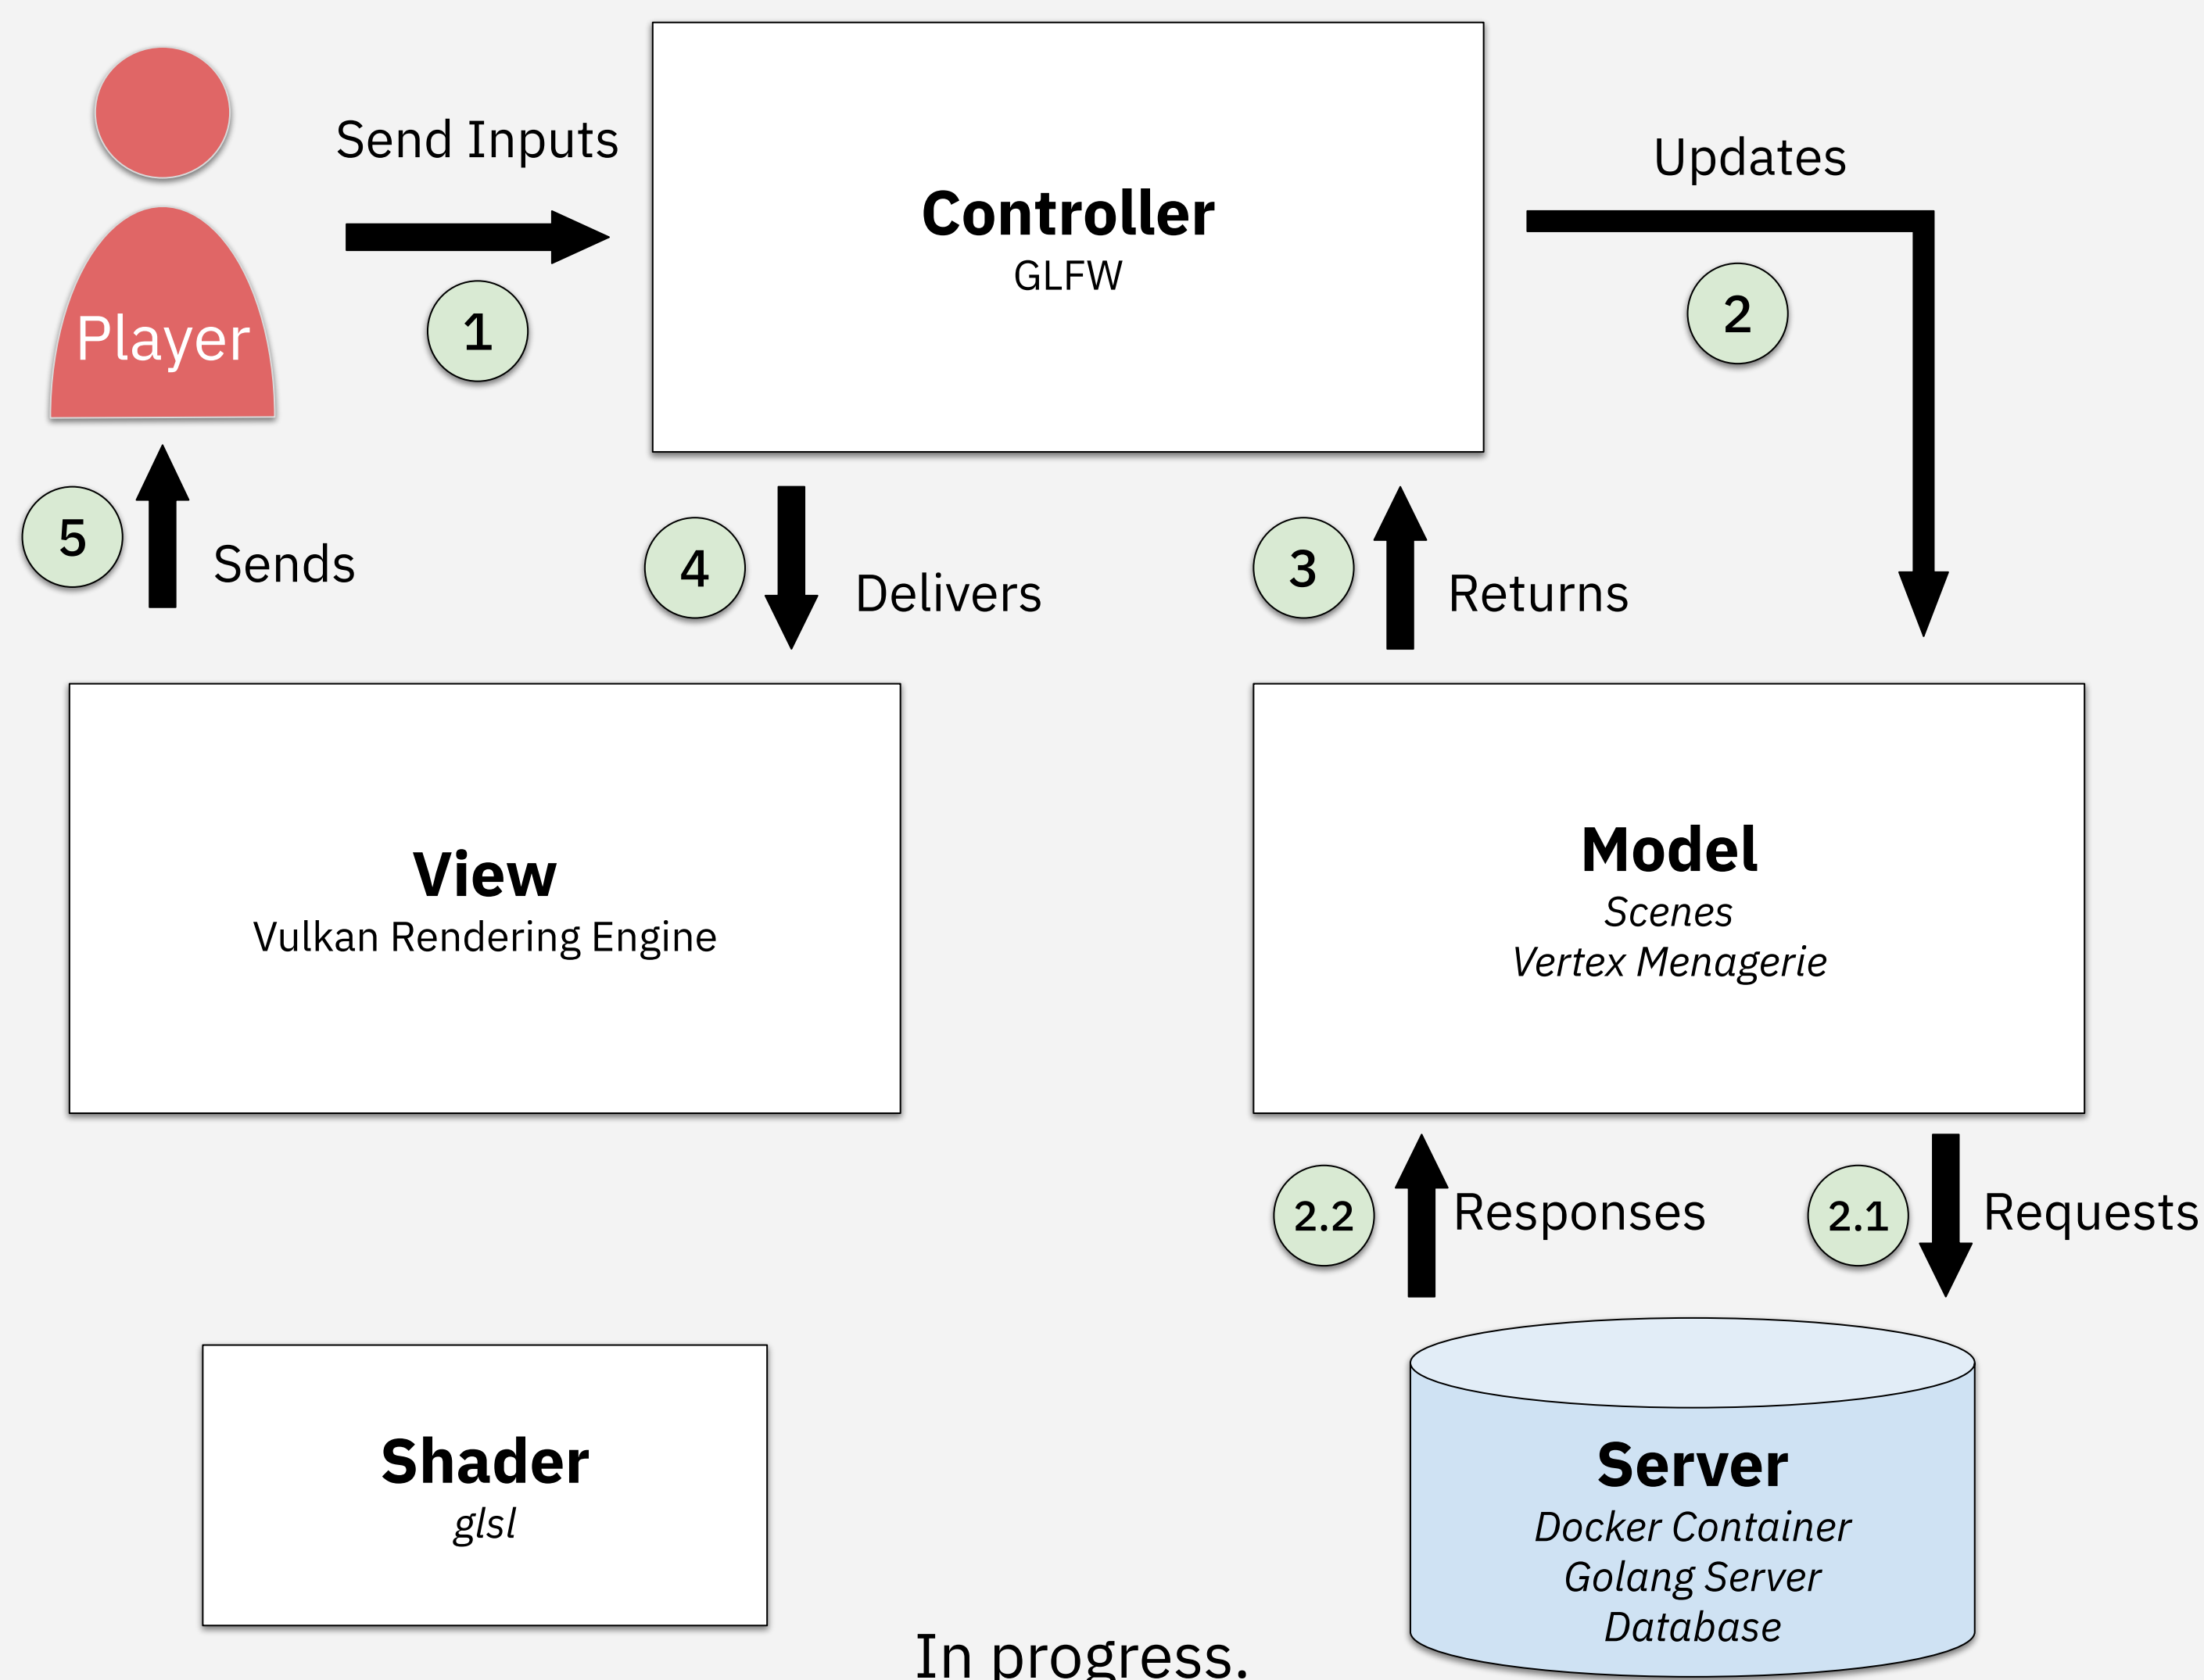 Send Inputs
Controller
GLFW
Updates
Player
1
2
5
Sends
4
Delivers
3
Returns
View
Vulkan Rendering Engine
Model
Scenes
Vertex Menagerie
2.2
Responses
2.1
Requests
Shader
glsl
Server
Docker Container
Golang Server
Database
In progress.